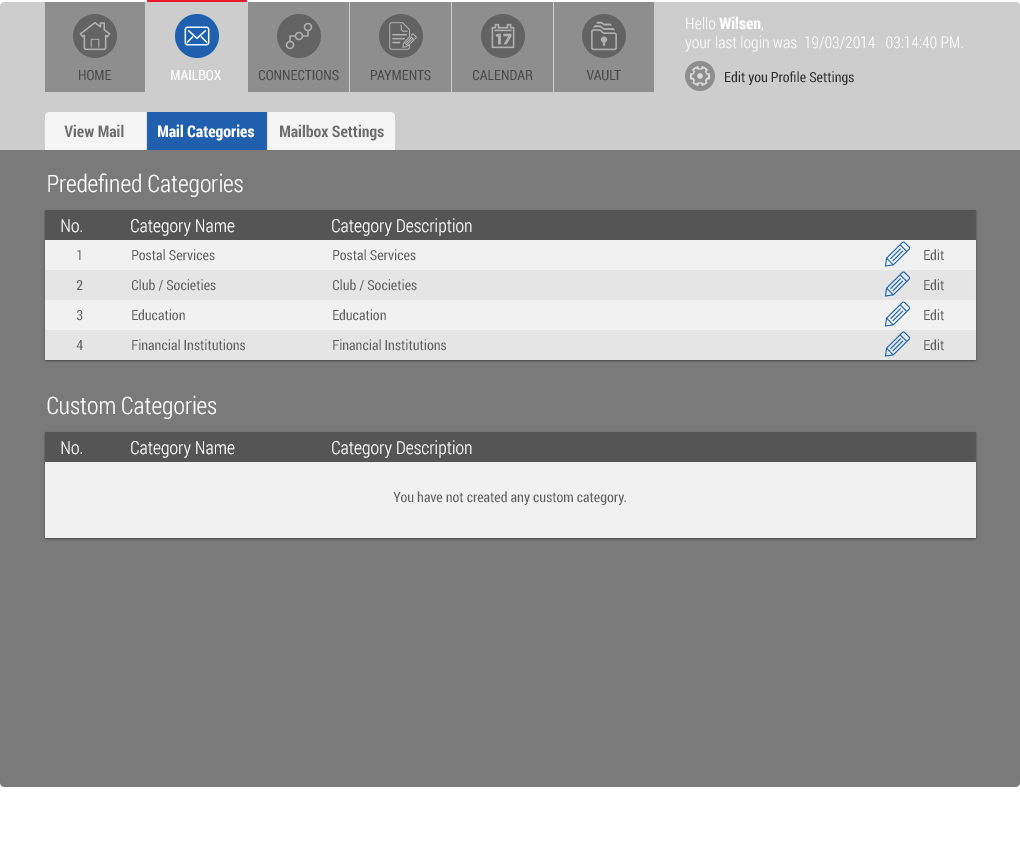 HOME MAILBOX CONNECTIONS PAYMENTS 17 CALENDAR VAULT
Hello Wilsen,
your last login was 19/03/2014 03:14:40 PM.
Edit you Profile Settings
View Mail Mail Categories Mailbox Settings
Predefined Categories
No. Category Name Category Description
1 Postal Services Postal Services Edit
2 Club / Societies Club / Societies Edit
3 Education Education Edit
4 Financial Institutions Financial Institutions Edit
Custom Categories
No. Category Name Category Description
You have not created any custom category.